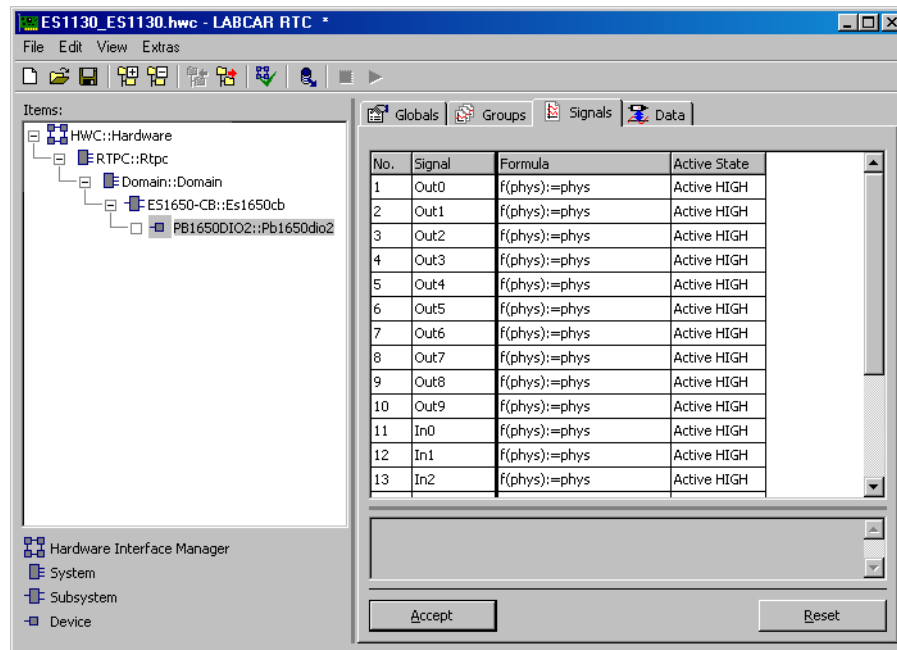 ES1130_ES1130.hwc - LABCAR RTC *
File Edit View Extras
Items:
HWC::Hardware
RTPC::Rtpc
Domain::Domain
ES1650-CB::Es1650cb
PB1650DIO2::Pb1650dio2
Hardware Interface Manager
System
Subsystem
Device
Globals Groups Signals Data
No. Signal Formula Active State
1 Out0 f(phys):=phys Active HIGH
2 Out1 f(phys):=phys Active HIGH
3 Out2 f(phys):=phys Active HIGH
4 Out3 f(phys):=phys Active HIGH
5 Out4 f(phys):=phys Active HIGH
6 Out5 f(phys):=phys Active HIGH
7 Out6 f(phys):=phys Active HIGH
8 Out7 f(phys):=phys Active HIGH
9 Out8 f(phys):=phys Active HIGH
10 Out9 f(phys):=phys Active HIGH
11 In0 f(phys):=phys Active HIGH
12 In1 f(phys):=phys Active HIGH
13 In2 f(phys):=phys Active HIGH
Accept Reset